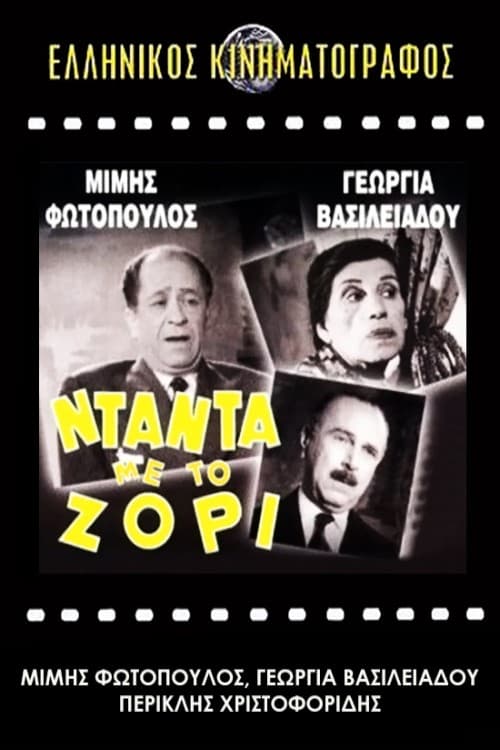 ΕΛΛΗΝΙΚΟΣ ΚΙΝΗΜΑΤΟΓΡΑΦΟΣ
ΜΙΜΗΣ
ΦΩΤΟΠΟΥΛΟΣ
ΓΕΩΡΓΙΑ
ΒΑΣΙΛΕΙΑΔΟΥ
ΝΤΑΝΤΑ
ΜΕ ΤΟ
ΖΟΡΙ
ΜΙΜΗΣ ΦΩΤΟΠΟΥΛΟΣ, ΓΕΩΡΓΙΑ ΒΑΣΙΛΕΙΑΔΟΥ
ΠΕΡΙΚΛΗΣ ΧΡΙΣΤΟΦΟΡΙΔΗΣ